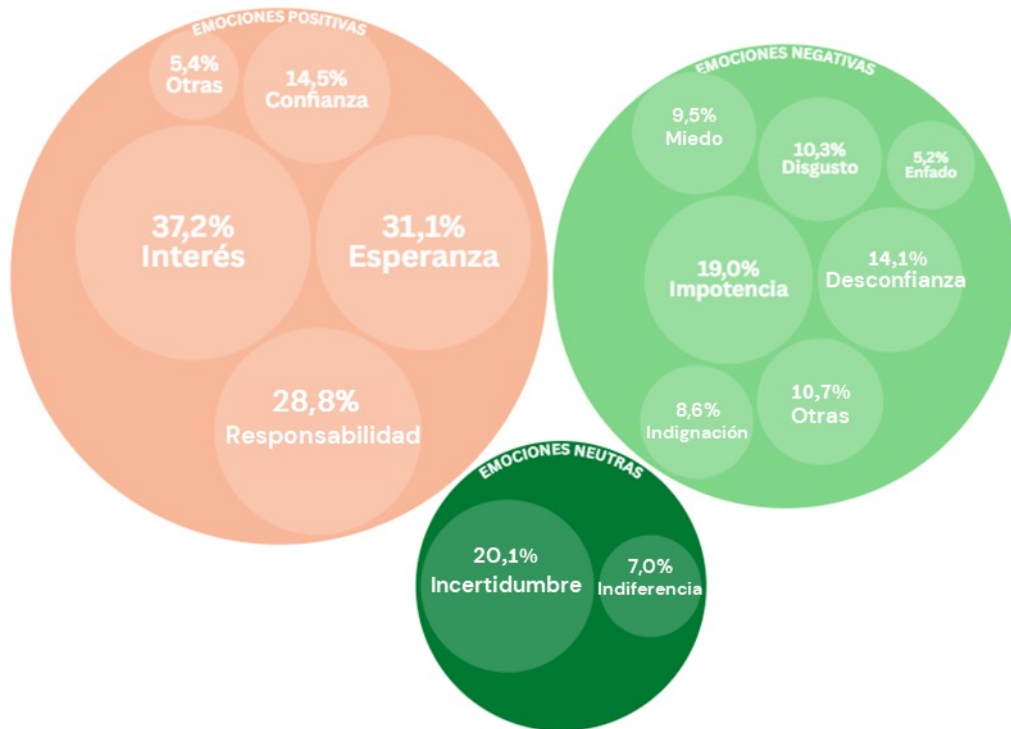 EMOCIONES POSITIVAS
5,4%
Otras
14,5%
Confianza
37,2%
Interés
31,1%
Esperanza
28,8%
Responsabilidad
EMOCIONES NEGATIVAS
9,5%
Miedo
10,3%
Disgusto
5,2%
Enfado
19,0%
Impotencia
14,1%
Desconfianza
8,6%
Indignación
10,7%
Otras
EMOCIONES NEUTRAS
20,1%
Incertidumbre
7,0%
Indiferencia